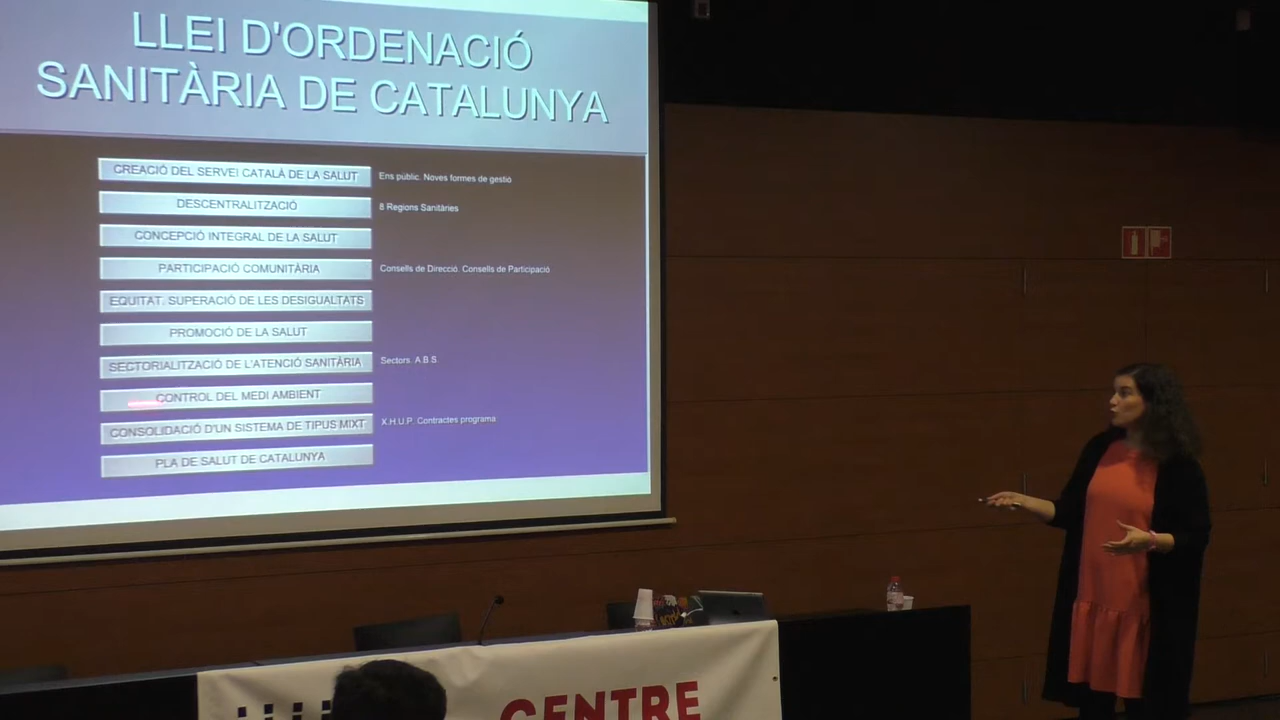 LLEI D'ORDENACIÓ
SANITÀRIA DE CATALUNYA
CREACIÓ DEL SERVEI CATALÀ DE LA SALUT
Ens públic. Noves formes de gestió
DESCENTRALITZACIÓ
8 Regions Sanitàries
CONCEPCIÓ INTEGRAL DE LA SALUT
PARTICIPACIÓ COMUNITÀRIA
Consells de Direcció. Consells de Participació
EQUITAT. SUPERACIÓ DE LES DESIGUALTATS
PROMOCIÓ DE LA SALUT
SECTORIALITZACIÓ DE L'ATENCIÓ SANITÀRIA
Sectors. A.B.S.
CONTROL DEL MEDI AMBIENT
CONSOLIDACIÓ D'UN SISTEMA DE TIPUS MIXT
X.H.U.P. Contractes programa
PLA DE SALUT DE CATALUNYA
CENTRE